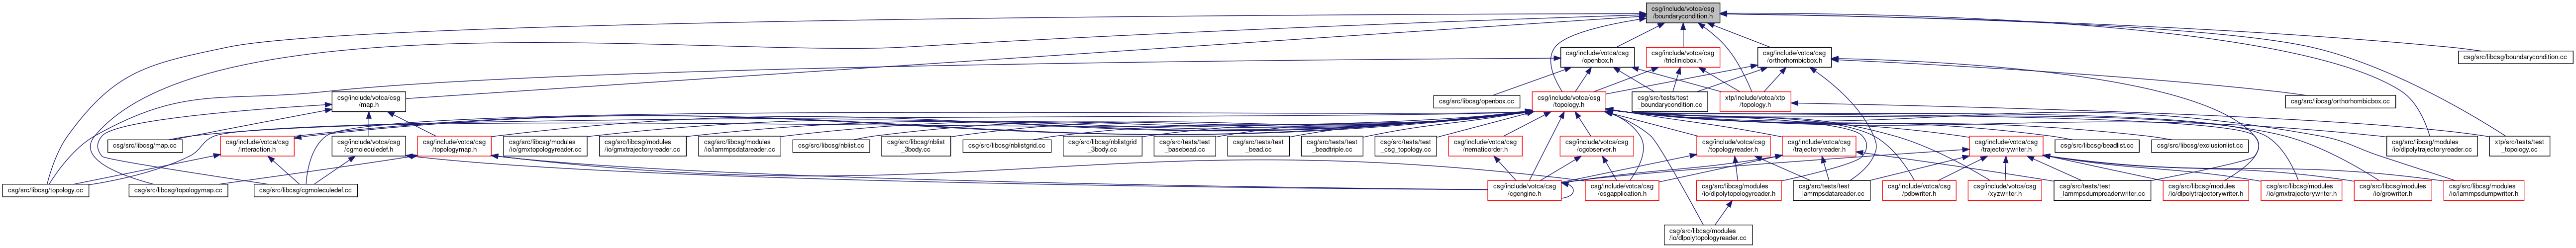 csg/include/votca/csg
/boundarycondition.h
csg/include/votca/csg
/openbox.h
csg/include/votca/csg
/triclinicbox.h
csg/include/votca/csg
/orthorhombicbox.h
csg/src/libcsg/boundarycondition.cc
csg/include/votca/csg
/map.h
csg/src/libcsg/openbox.cc
csg/include/votca/csg
/topology.h
csg/src/tests/test
_boundarycondition.cc
xtp/include/votca/xtp
/topology.h
csg/src/libcsg/orthorhombicbox.cc
csg/src/libcsg/map.cc
csg/include/votca/csg
/interaction.h
csg/include/votca/csg
/cgmoleculedef.h
csg/include/votca/csg
/topologymap.h
csg/src/libcsg/modules
/io/gmxtopologyreader.cc
csg/src/libcsg/modules
/io/gmxtrajectoryreader.cc
csg/src/libcsg/modules
/io/lammpsdatareader.cc
csg/src/libcsg/nblist.cc
csg/src/libcsg/nblist
_3body.cc
csg/src/libcsg/nblistgrid.cc
csg/src/libcsg/nblistgrid
_3body.cc
csg/src/tests/test
_basebead.cc
csg/src/tests/test
_bead.cc
csg/src/tests/test
_beadtriple.cc
csg/src/tests/test
_csg_topology.cc
csg/include/votca/csg
/nematicorder.h
csg/include/votca/csg
/cgobserver.h
csg/include/votca/csg
/topologyreader.h
csg/include/votca/csg
/trajectoryreader.h
csg/include/votca/csg
/trajectorywriter.h
csg/src/libcsg/beadlist.cc
csg/src/libcsg/exclusionlist.cc
csg/src/libcsg/modules
/io/dlpolytrajectoryreader.cc
xtp/src/tests/test
_topology.cc
csg/src/libcsg/topology.cc
csg/src/libcsg/topologymap.cc
csg/src/libcsg/cgmoleculedef.cc
csg/include/votca/csg
/cgengine.h
csg/include/votca/csg
/csgapplication.h
csg/src/libcsg/modules
/io/dlpolytopologyreader.h
csg/src/tests/test
_lammpsdatareader.cc
csg/include/votca/csg
/pdbwriter.h
csg/include/votca/csg
/xyzwriter.h
csg/src/tests/test
_lammpsdumpreaderwriter.cc
csg/src/libcsg/modules
/io/dlpolytrajectorywriter.h
csg/src/libcsg/modules
/io/gmxtrajectorywriter.h
csg/src/libcsg/modules
/io/growriter.h
csg/src/libcsg/modules
/io/lammpsdumpwriter.h
csg/src/libcsg/modules
/io/dlpolytopologyreader.cc